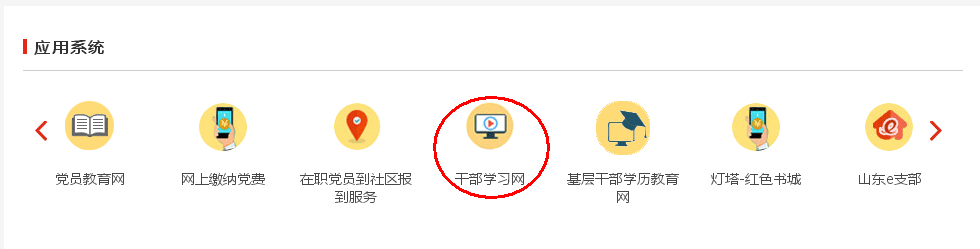 应用系统
党员教育网
网上缴纳党费
在职党员到社区报
到服务
干部学习网
基层干部学历教育
网
灯塔-红色书城
山东e支部